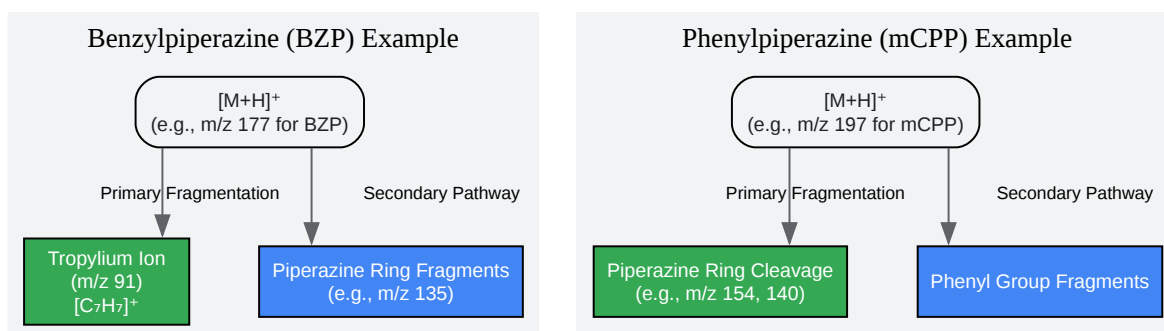 Benzylpiperazine (BZP) Example
[M+H]⁺
(e.g., m/z 177 for BZP)
Primary Fragmentation
Secondary Pathway
Tropylium Ion
(m/z 91)
[C₇H₇]⁺
Piperazine Ring Fragments
(e.g., m/z 135)
Phenylpiperazine (mCPP) Example
[M+H]⁺
(e.g., m/z 197 for mCPP)
Primary Fragmentation
Secondary Pathway
Piperazine Ring Cleavage
(e.g., m/z 154, 140)
Phenyl Group Fragments